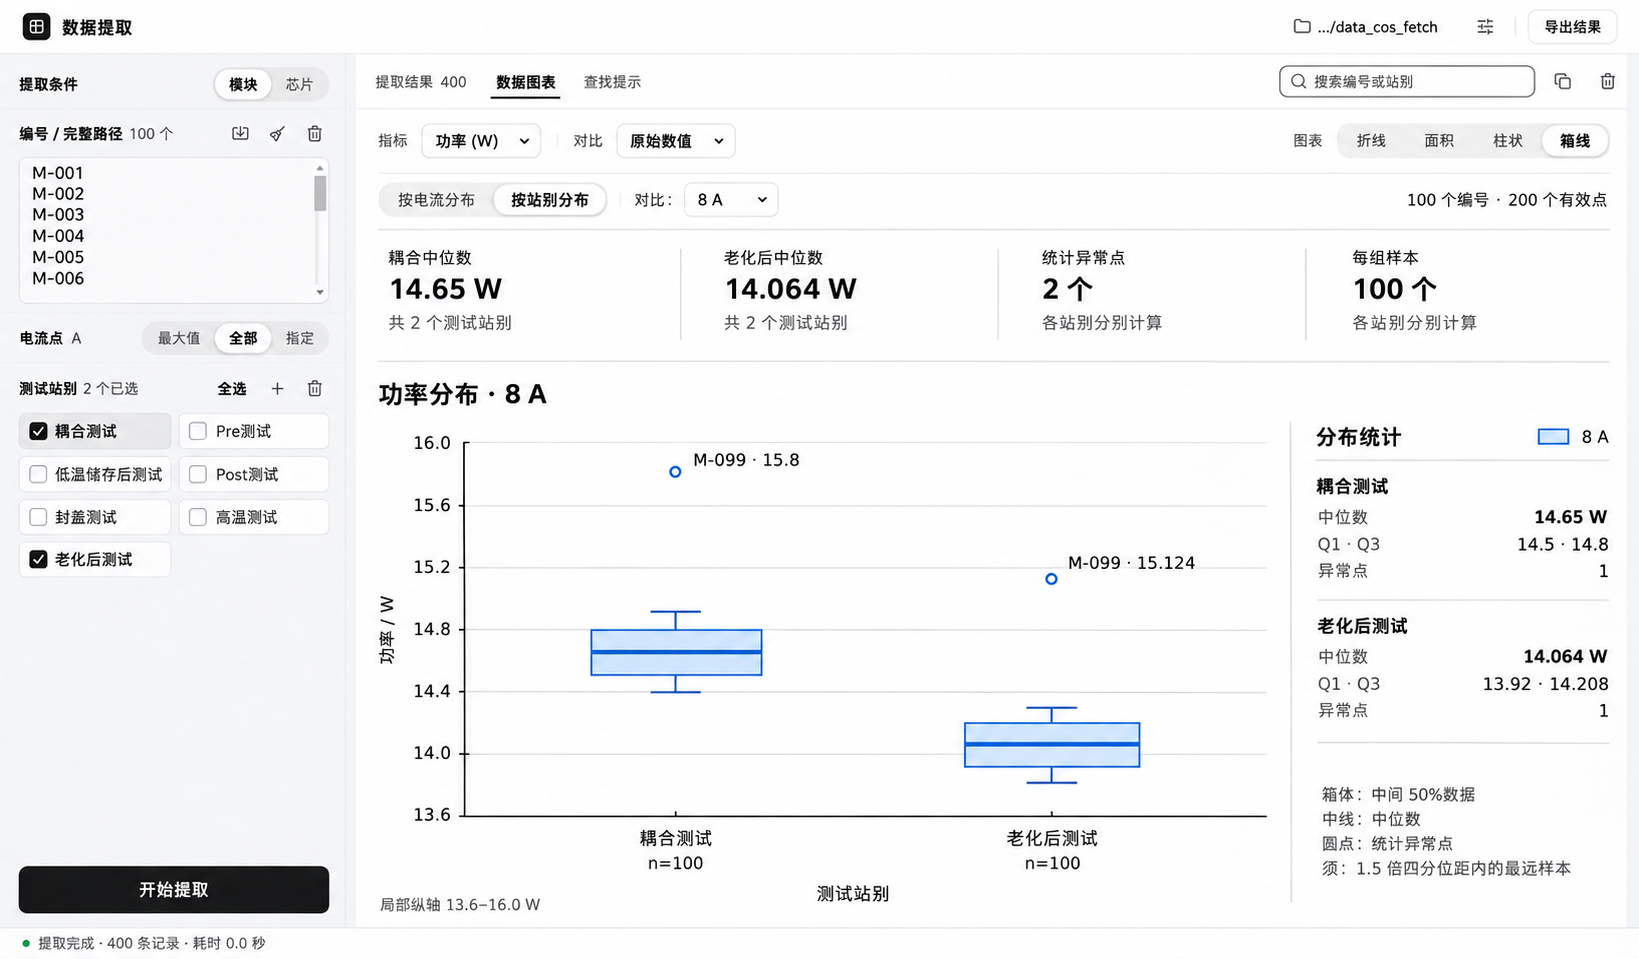 数据提取
.../data_cos_fetch
导出结果
提取条件
模块
芯片
编号 / 完整路径 100 个
M-001
M-002
M-003
M-004
M-005
M-006
电流点 A
最大值
全部
指定
测试站别 2 个已选
全选
耦合测试
Pre测试
低温储存后测试
Post测试
封盖测试
高温测试
老化后测试
开始提取
提取结果 400
数据图表
查找提示
搜索编号或站别
指标
功率 (W)
对比
原始数值
图表
折线
面积
柱状
箱线
按电流分布
按站别分布
对比：
8 A
100 个编号 · 200 个有效点
耦合中位数
14.65 W
共 2 个测试站别
老化后中位数
14.064 W
共 2 个测试站别
统计异常点
2 个
各站别分别计算
每组样本
100 个
各站别分别计算
功率分布 · 8 A
功率 / W
16.0
15.6
15.2
14.8
14.4
14.0
13.6
M-099 · 15.8
M-099 · 15.124
耦合测试
n=100
老化后测试
n=100
测试站别
局部纵轴 13.6–16.0 W
分布统计
8 A
耦合测试
中位数 14.65 W
Q1 · Q3 14.5 · 14.8
异常点 1
老化后测试
中位数 14.064 W
Q1 · Q3 13.92 · 14.208
异常点 1
箱体：中间 50%数据
中线：中位数
圆点：统计异常点
须：1.5 倍四分位距内的最远样本
提取完成 · 400 条记录 · 耗时 0.0 秒